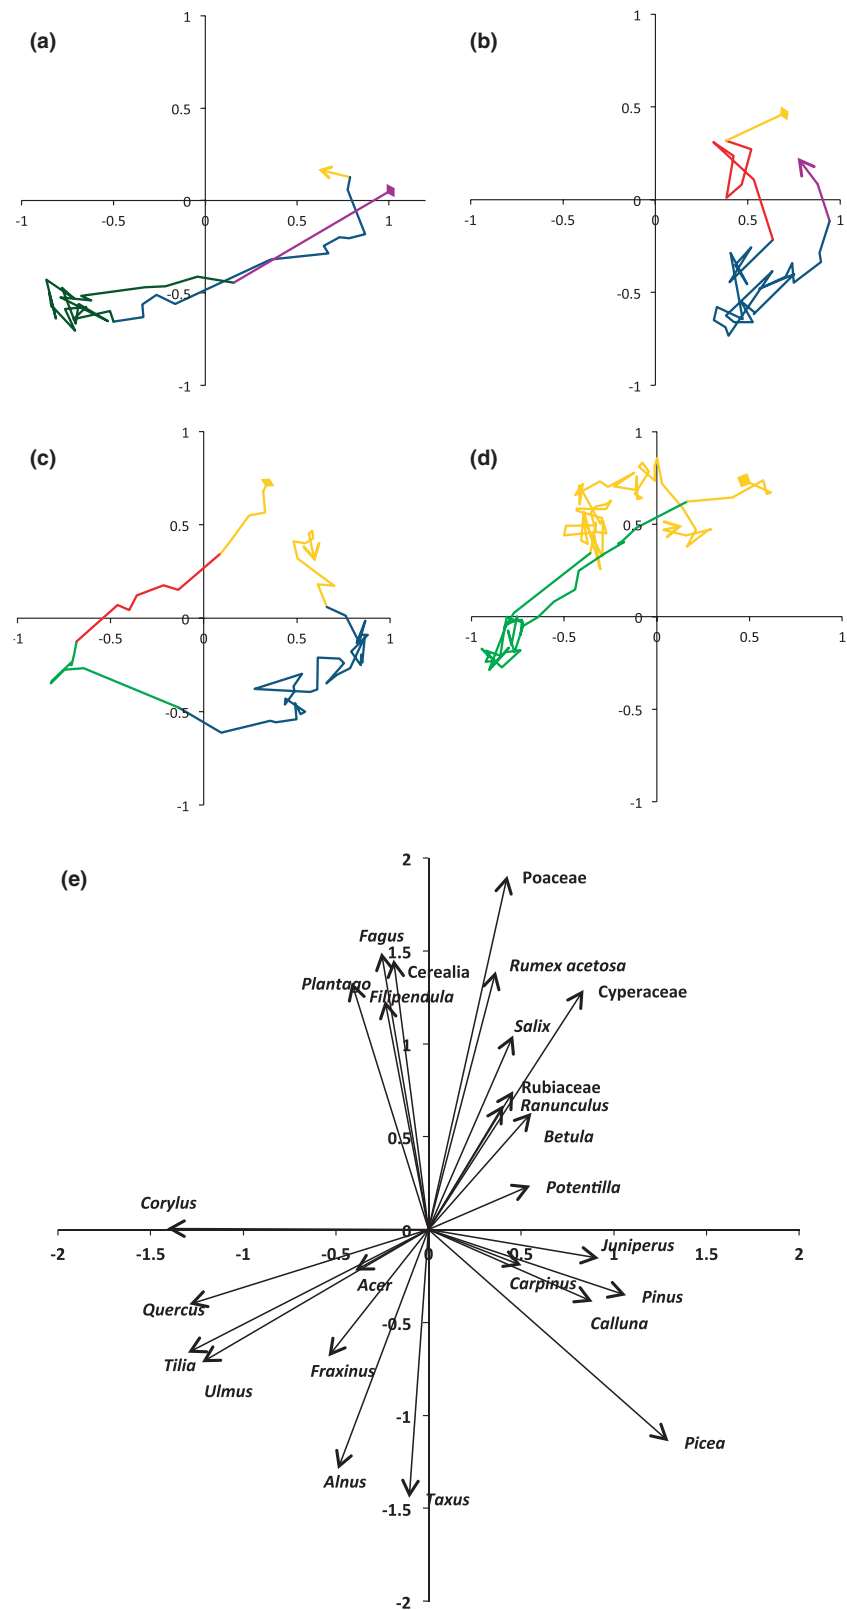 (a)
1
0.5
0
-0.5
-1
-1
-0.5
0
0.5
1
(b)
1
0.5
0
-0.5
-1
-1
-0.5
0
0.5
1
(c)
1
0.5
0
-0.5
-1
-1
-0.5
0
0.5
1
(d)
1
0.5
0
-0.5
-1
-1
-0.5
0
0.5
1
(e)
2
1.5
1
0.5
0
-0.5
-1
-1.5
-2
-2
-1.5
-1
-0.5
0
0.5
1
1.5
2
Poaceae
Fagus
Cerealia
Rumex acetosa
Plantago
Filipendula
Cyperaceae
Salix
Rubiaceae
Ranunculus
Betula
Potentilla
Corylus
Juniperus
Acer
Carpinus
Pinus
Quercus
Calluna
Tilia
Fraxinus
Ulmus
Picea
Alnus
Taxus